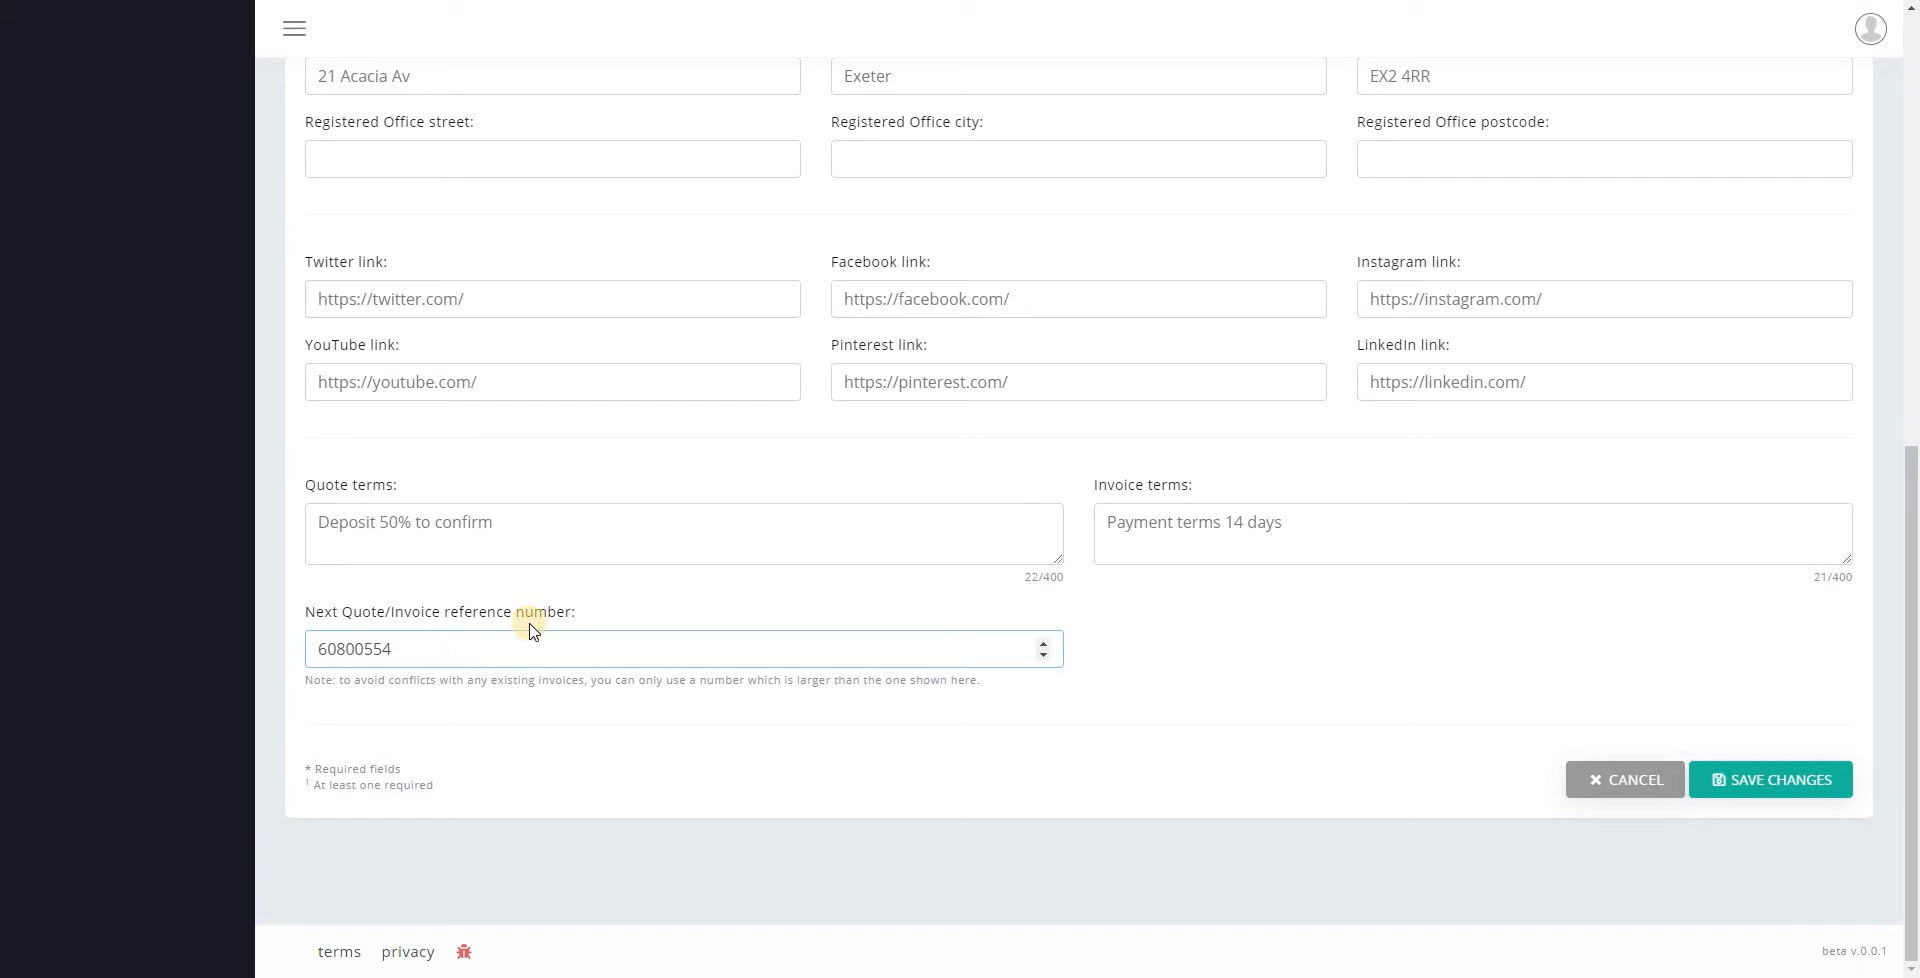 21 Acacia Av
Exeter
EX2 4RR
Registered Office street:
Registered Office city:
Registered Office postcode:
Twitter link:
Facebook link:
Instagram link:
https://twitter.com/
https://facebook.com/
https://instagram.com/
YouTube link:
Pinterest link:
LinkedIn link:
https://youtube.com/
https://pinterest.com/
https://linkedin.com/
Quote terms:
Invoice terms:
Deposit 50% to confirm
Payment terms 14 days
22/400
21/400
Next Quote/Invoice reference number:
60800554
Note: to avoid conflicts with any existing invoices, you can only use a number which is larger than the one shown here.
* Required fields
¹ At least one required
CANCEL
SAVE CHANGES
terms
privacy
beta v.0.0.1